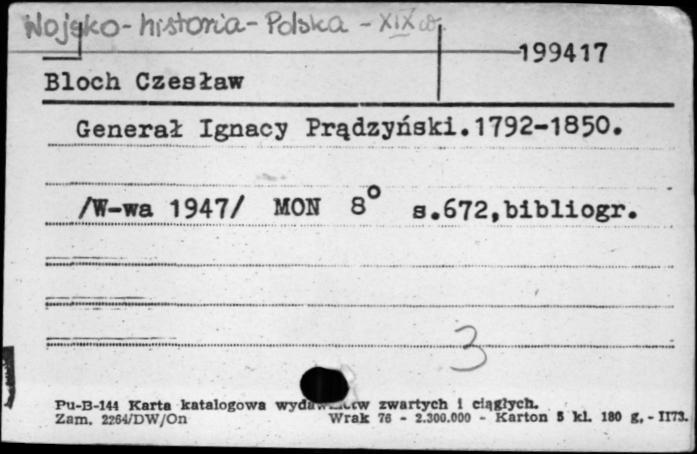 Wojsko-historia-Polska - XIX w.
199417
Bloch Czesław
Generał Ignacy Prądzyński.1792-1850.
/W-wa 1947/ MON 8° s.672,bibliogr.
3
Pu-B-144 Karta katalogowa zwartych i ciągłych.
Zam. 2264/DW/On Wrak 76 - 2.300.000 - Karton 5 kl. 180 g. - II73.